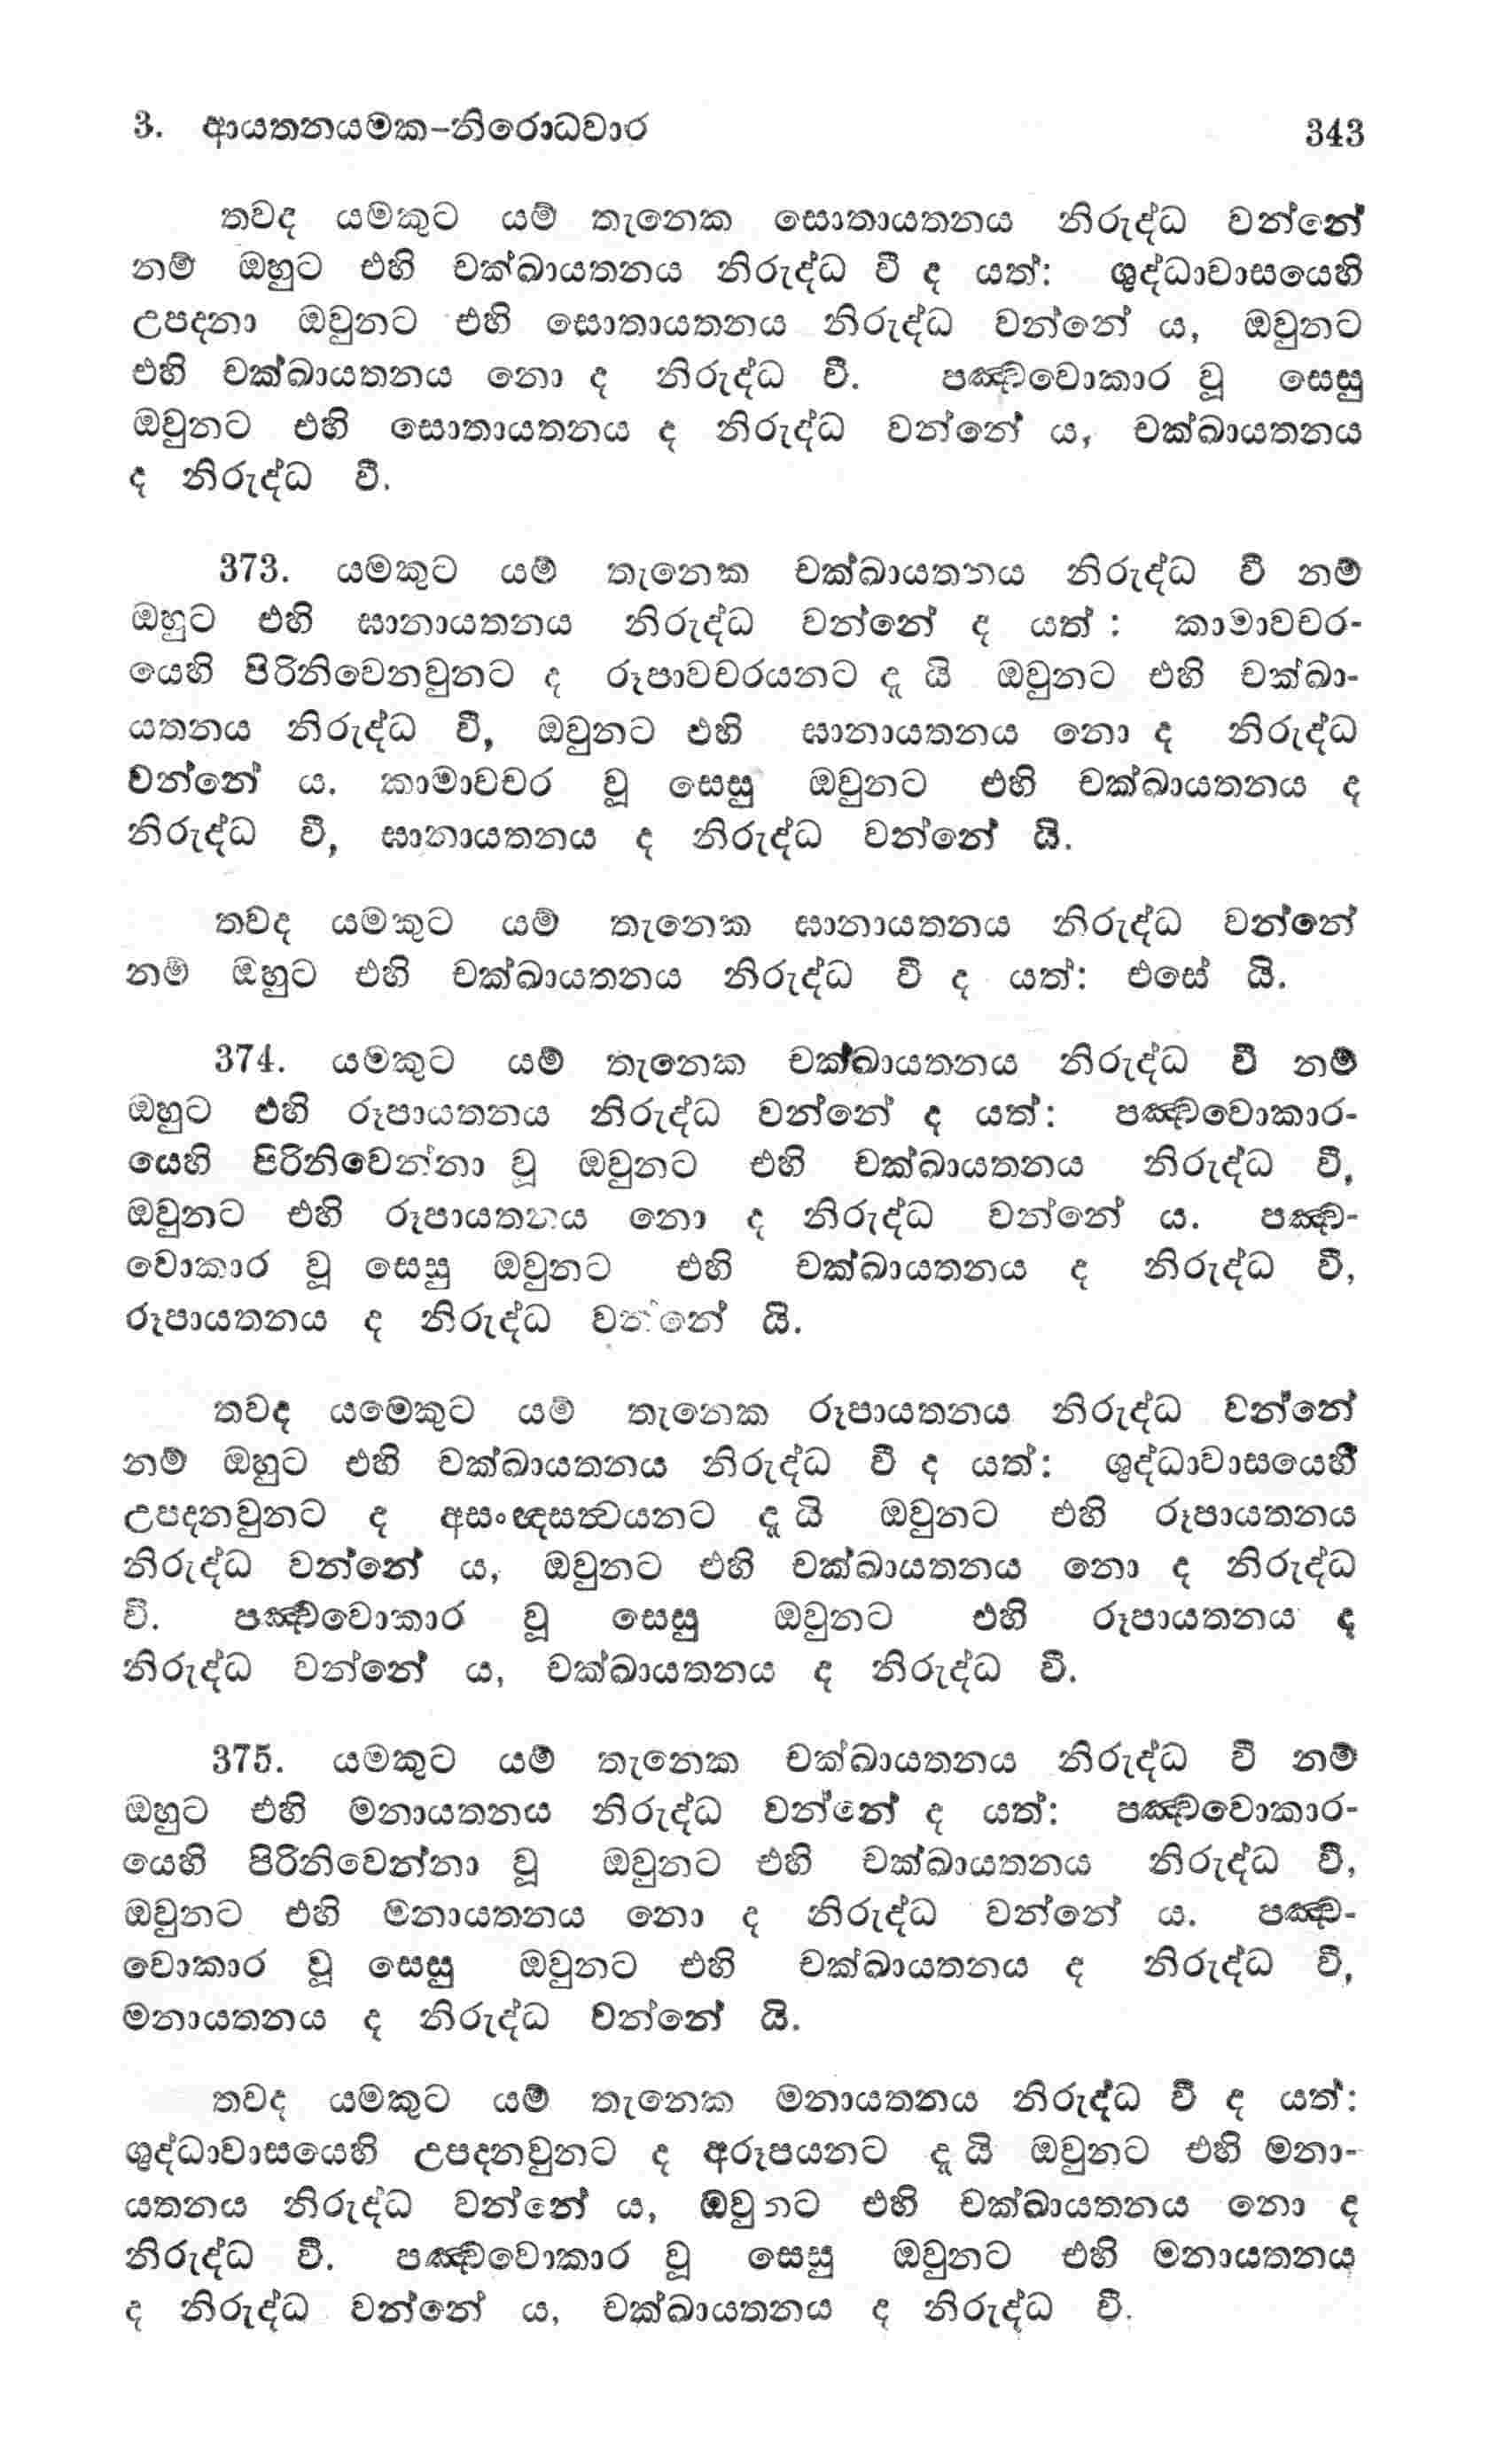 3. ආයතනයමක-නිරොධවාර 343
තවද යමකුට යම් තැනෙක සොතායතනය නිරුද්ධ වන්නේ
නම් ඔහුට එහි චක්ඛායතනය නිරුද්ධ වී ද යත්: ශුද්ධාවාසයෙහි
උපදනා ඔවුනට එහි සොතායතනය නිරුද්ධ වන්නේ ය, ඔවුනට
එහි චක්ඛායතනය නො ද නිරුද්ධ වී. පඤ්චවොකාර වූ සෙසු
ඔවුනට එහි සොතායතනය ද නිරුද්ධ වන්නේ ය, චක්ඛායතනය
ද නිරුද්ධ වී.
373. යමකුට යම් තැනෙක චක්ඛායතනය නිරුද්ධ වී නම්
ඔහුට එහි ඝානායතනය නිරුද්ධ වන්නේ ද යත් : කාමාවචර-
යෙහි පිරිනිවෙනවුනට ද රූපාවචරයනට දැ යි ඔවුනට එහි චක්ඛා-
යතනය නිරුද්ධ වී, ඔවුනට එහි ඝානායතනය නො ද නිරුද්ධ
වන්නේ ය. කාමාවචර වූ සෙසු ඔවුනට එහි චක්ඛායතනය ද
නිරුද්ධ වී, ඝානායතනය ද නිරුද්ධ වන්නේ යි.
තවද යමකුට යම් තැනෙක ඝානායතනය නිරුද්ධ වන්නේ
නම් ඔහුට එහි චක්ඛායතනය නිරුද්ධ වී ද යත්: එසේ යි.
374. යමකුට යම් තැනෙක චක්ඛායතනය නිරුද්ධ වී නම්
ඔහුට එහි රූපායතනය නිරුද්ධ වන්නේ ද යත්: පඤ්චවොකාර-
යෙහි පිරිනිවෙන්නා වූ ඔවුනට එහි චක්ඛායතනය නිරුද්ධ වී,
ඔවුනට එහි රූපායතනය නො ද නිරුද්ධ වන්නේ ය. පඤ්ච-
වොකාර වූ සෙසු ඔවුනට එහි චක්ඛායතනය ද නිරුද්ධ වී,
රූපායතනය ද නිරුද්ධ වන්නේ යි.
තවද යමෙකුට යම් තැනෙක රූපායතනය නිරුද්ධ වන්නේ
නම් ඔහුට එහි චක්ඛායතනය නිරුද්ධ වී ද යත්: ශුද්ධාවාසයෙහි
උපදනවුනට ද අසංඥසත්‍වයනට දැ යි ඔවුනට එහි රූපායතනය
නිරුද්ධ වන්නේ ය, ඔවුනට එහි චක්ඛායතනය නො ද නිරුද්ධ
වී. පඤ්චවොකාර වූ සෙසු ඔවුනට එහි රූපායතනය ද
නිරුද්ධ වන්නේ ය, චක්ඛායතනය ද නිරුද්ධ වී.
375. යමකුට යම් තැනෙක චක්ඛායතනය නිරුද්ධ වී නම්
ඔහුට එහි මනායතනය නිරුද්ධ වන්නේ ද යත්: පඤ්චවොකාර-
යෙහි පිරිනිවෙන්නා වූ ඔවුනට එහි චක්ඛායතනය නිරුද්ධ වී,
ඔවුනට එහි මනායතනය නො ද නිරුද්ධ වන්නේ ය. පඤ්ච-
වොකාර වූ සෙසු ඔවුනට එහි චක්ඛායතනය ද නිරුද්ධ වී,
මනායතනය ද නිරුද්ධ වන්නේ යි.
තවද යමකුට යම් තැනෙක මනායතනය නිරුද්ධ වී ද යත්:
ශුද්ධාවාසයෙහි උපදනවුනට ද අරූපයනට දැ යි ඔවුනට එහි මනා-
යතනය නිරුද්ධ වන්නේ ය, ඔවුනට එහි චක්ඛායතනය නො ද
නිරුද්ධ වී. පඤ්චවොකාර වූ සෙසු ඔවුනට එහි මනායතනය
ද නිරුද්ධ වන්නේ ය, චක්ඛායතනය ද නිරුද්ධ වී.